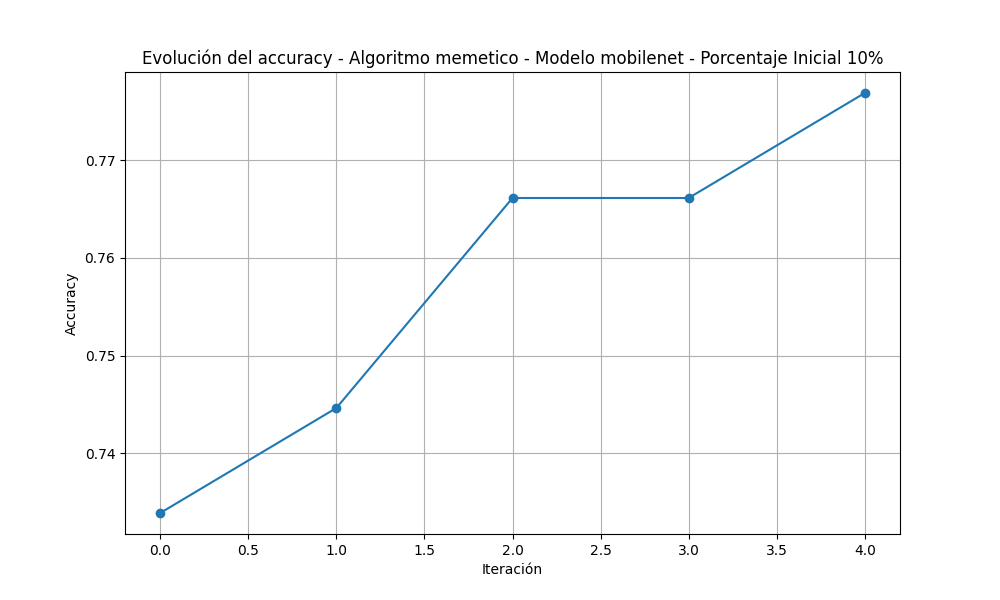 Evolución del accuracy - Algoritmo memetico - Modelo mobilenet - Porcentaje Inicial 10%
0.77
0.76
0.75
0.74
Accuracy
0.0 0.5 1.0 1.5 2.0 2.5 3.0 3.5 4.0
Iteración